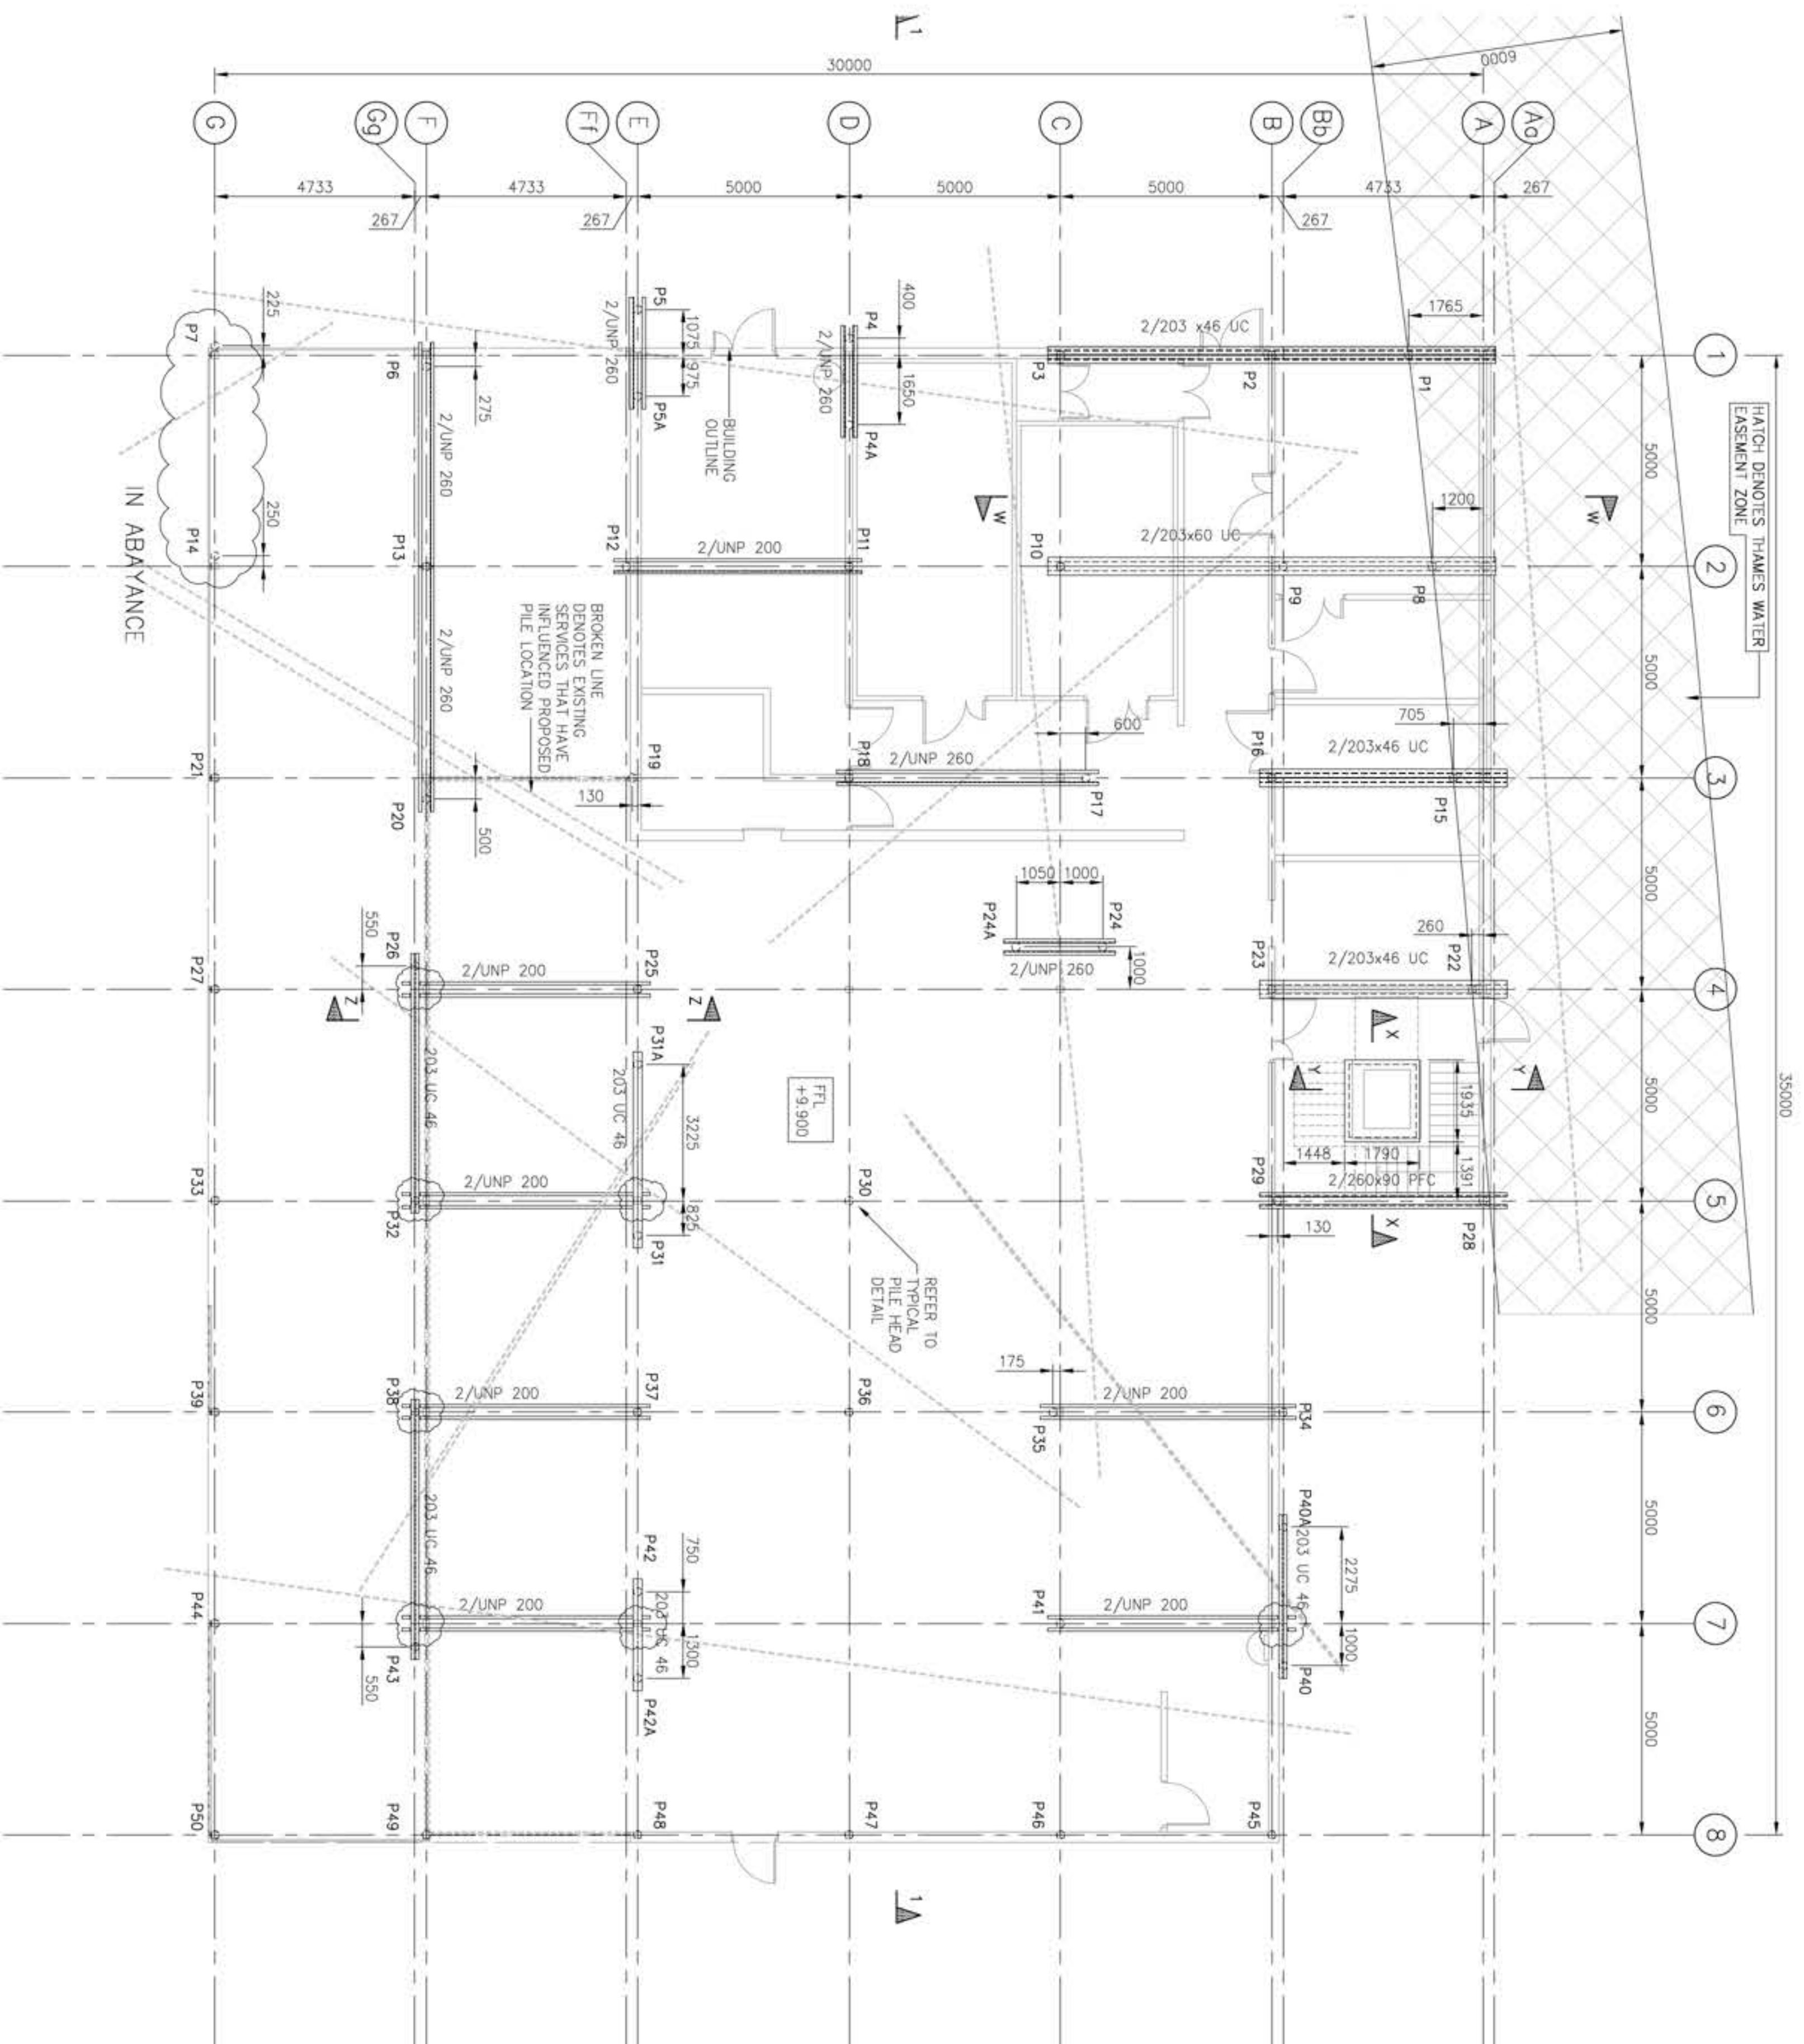 1
6000
30000
G
Gg
F
Ff
E
D
C
B
Bb
A
Aa
4733
4733
5000
5000
5000
4733
267
267
267
267
HATCH DENOTES THAMES WATER
EASEMENT ZONE
35000
1
2
3
4
5
6
7
8
5000
5000
5000
5000
5000
5000
5000
P7
225
P6
275
P5
1075
975
P5A
2/UNP 260
P4
400
1650
P4A
2/UNP 260
BUILDING
OUTLINE
P3
P2
2/203 x46 UC
P1
1765
IN ABAYANCE
P14
250
P13
2/UNP 260
2/UNP 260
P12
2/UNP 200
P11
W
W
P10
2/203x60 UC
P9
P8
1200
BROKEN LINE
DENOTES EXISTING
SERVICES THAT HAVE
INFLUENCED PROPOSED
PILE LOCATION
P21
P20
500
P19
130
P18
2/UNP 260
600
P17
P16
2/203x46 UC
705
P15
P27
P26
550
2/UNP 200
P25
Z
Z
1050
1000
P24A
P24
1000
2/UNP 260
P23
2/203x46 UC
260
P22
X
X
Y
Y
1935
1391
1448
1790
P31A
203 UC 46
3225
825
P31
203 UC 46
FFL
+9.900
P33
P32
2/UNP 200
P30
REFER TO
TYPICAL
PILE HEAD
DETAIL
P29
2/260x90 PFC
P28
130
P39
P38
2/UNP 200
P37
P36
175
P35
2/UNP 200
P34
P40A
203 UC 46
2275
1000
P40
203 UC 46
P44
P43
550
2/UNP 200
P42
750
1300
203 UC 46
P42A
P41
2/UNP 200
P50
P49
P48
P47
P46
P45
1